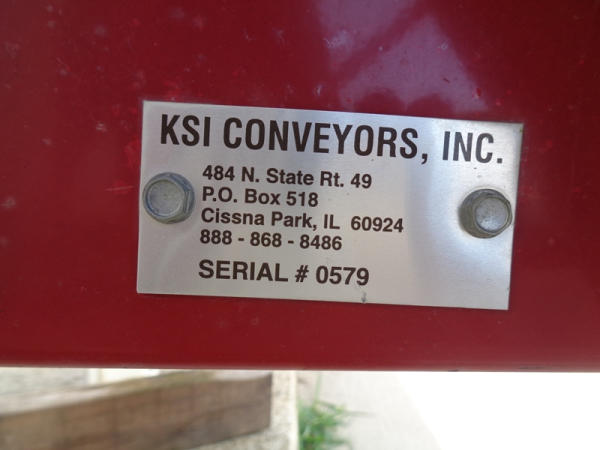 KSI CONVEYORS, INC.
484 N. State Rt. 49
P.O. Box 518
Cissna Park, IL 60924
888 - 868 - 8486
SERIAL # 0579